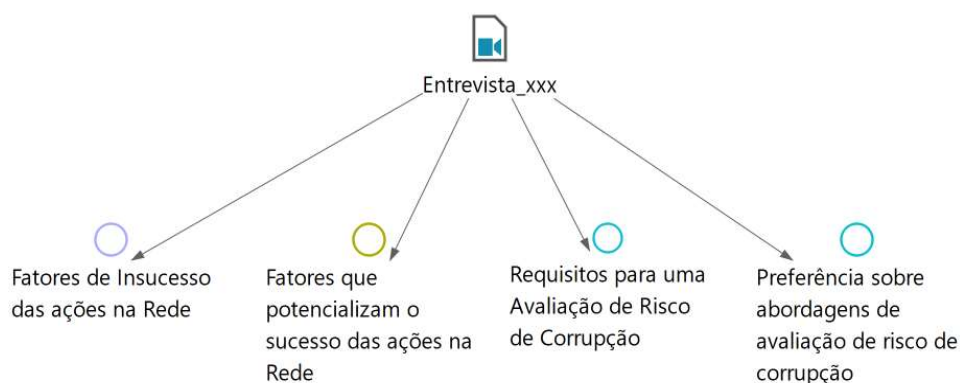 Entrevista_xxx
Fatores de Insucesso
das ações na Rede
Fatores que
potencializam o
sucesso das ações na
Rede
Requisitos para uma
Avaliação de Risco
de Corrupção
Preferência sobre
abordagens de
avaliação de risco de
corrupção